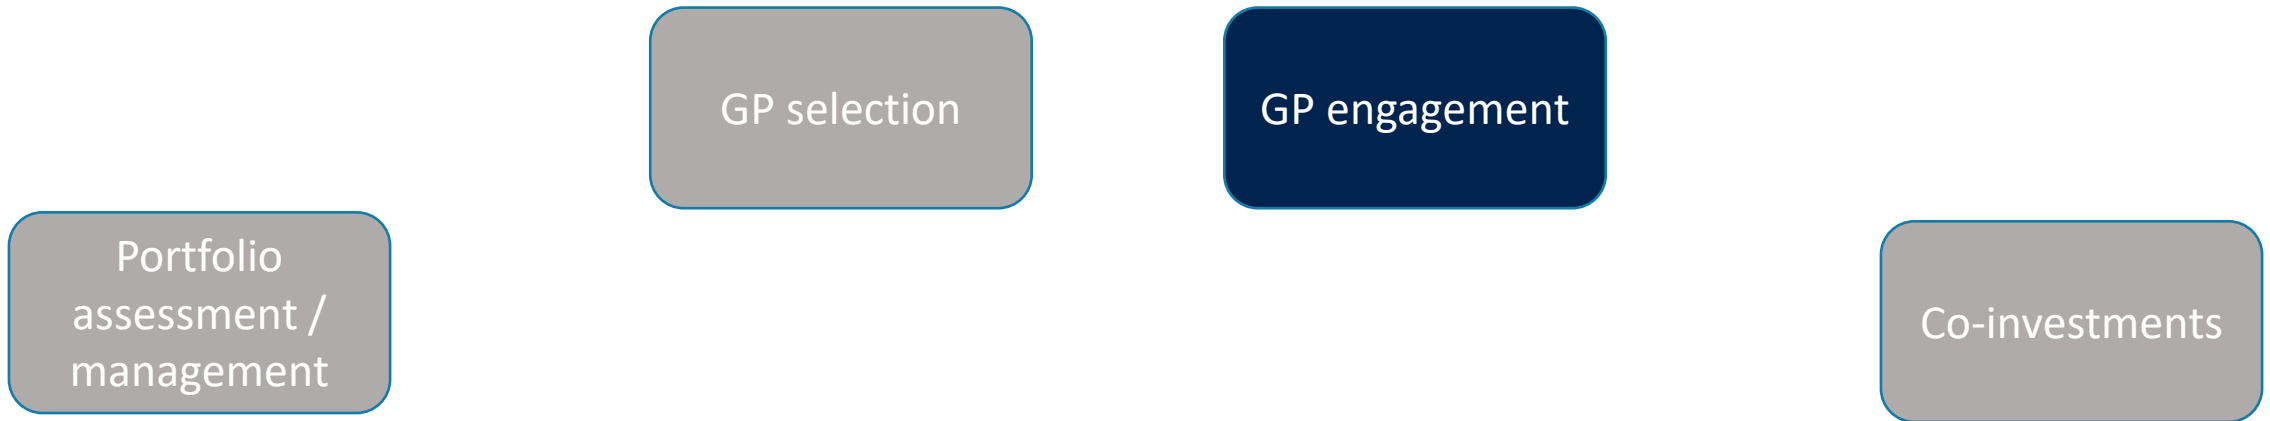 GP selection
GP engagement
Portfolio
assessment /
management
Co-investments